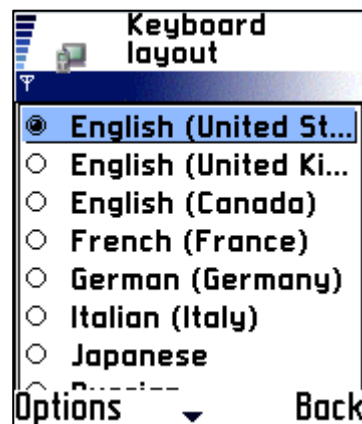 Keyboard
layout
English (United St...
English (United Ki...
English (Canada)
French (France)
German (Germany)
Italian (Italy)
Japanese
Options Back